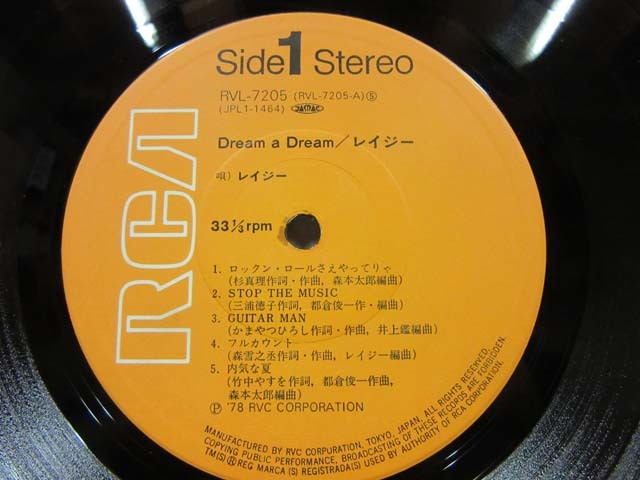 RCA
Side 1 Stereo
RVL-7205 (RVL-7205-A)⑤
(JPL1-1464) JASRAC
Dream a Dream/レイジー
唄) レイジー
33⅓rpm
1. ロックン・ロールさえやってりゃ
(杉真理作詞・作曲, 森本太郎編曲)
2. STOP THE MUSIC
(三浦徳子作詞, 都倉俊一作・編曲)
3. GUITAR MAN
(かまやつひろし作詞・作曲, 井上鑑編曲)
4. フルカウント
(森雪之丞作詞・作曲, レイジー編曲)
5. 内気な夏
(竹中やすを作詞, 都倉俊一作曲,
森本太郎編曲)
Ⓟ '78 RVC CORPORATION
MANUFACTURED BY RVC CORPORATION, TOKYO, JAPAN. ALL RIGHTS RESERVED.
COPYING PUBLIC PERFORMANCE, BROADCASTING OF THESE RECORDS ARE FORBIDDEN.
TM(S)®REG MARCA(S) REGISTRADA(S) USED BY AUTHORITY OF RCA CORPORATION.